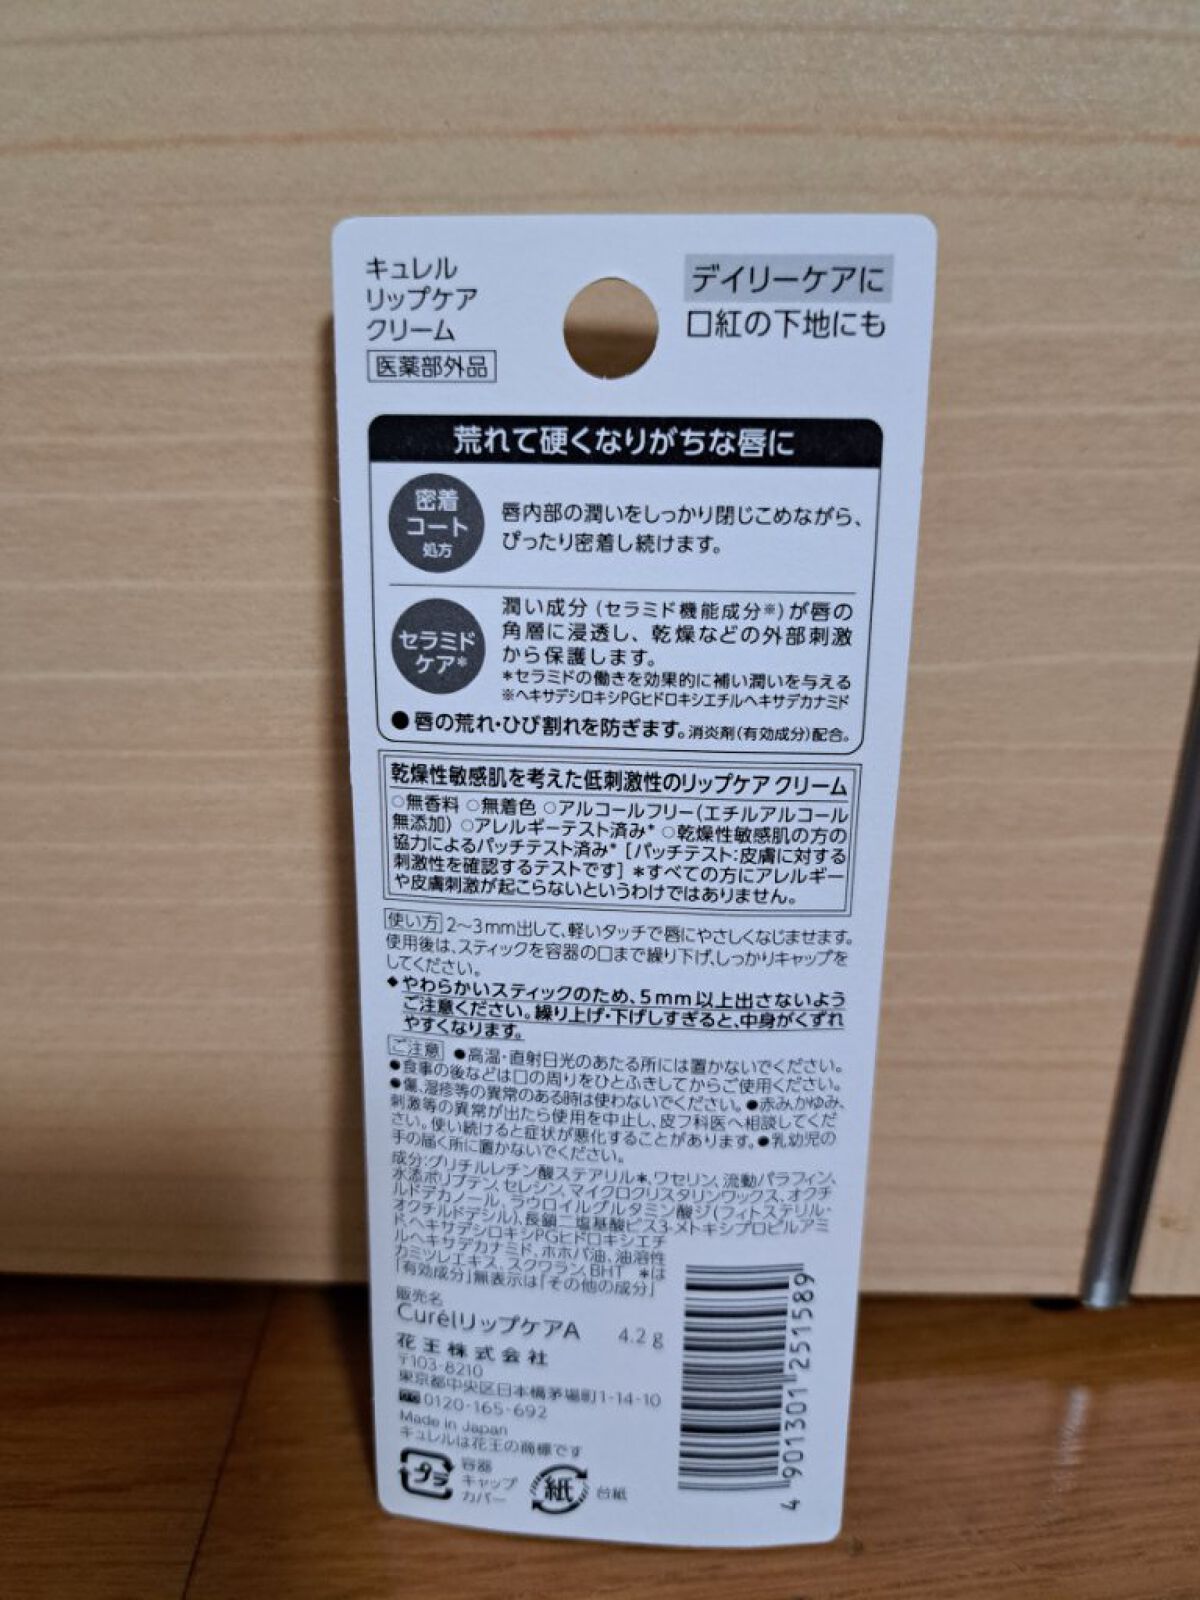 キュレル
リップケア
クリーム
医薬部外品
デイリーケアに
口紅の下地にも
荒れて硬くなりがちな唇に
密着
コート
処方
唇内部の潤いをしっかり閉じこめながら、
ぴったり密着し続けます。
セラミド
ケア*
潤い成分(セラミド機能成分※)が唇の
角層に浸透し、乾燥などの外部刺激
から保護します。
*セラミドの働きを効果的に補い潤いを与える
※ヘキサデシロキシPGヒドロキシエチルヘキサデカナミド
●唇の荒れ・ひび割れを防ぎます。消炎剤(有効成分)配合。
乾燥性敏感肌を考えた低刺激性のリップケア クリーム
○無香料 ○無着色 ○アルコールフリー(エチルアルコール
無添加) ○アレルギーテスト済み* ○乾燥性敏感肌の方の
協力によるパッチテスト済み* [パッチテスト:皮膚に対する
刺激性を確認するテストです] *すべての方にアレルギー
や皮膚刺激が起こらないというわけではありません。
使い方 2～3mm出して、軽いタッチで唇にやさしくなじませます。
使用後は、スティックを容器の口まで繰り下げ、しっかりキャップを
してください。
◆やわらかいスティックのため、5mm以上出さないよう
ご注意ください。繰り上げ・下げしすぎると、中身がくずれ
やすくなります。
ご注意 ●高温・直射日光のあたる所には置かないでください。
●食事の後などは口の周りをひとふきしてからご使用ください。
●傷、湿疹等の異常のある時は使わないでください。●赤み、かゆみ、
刺激等の異常が出たら使用を中止し、皮フ科医へ相談してくだ
さい。使い続けると症状が悪化することがあります。●乳幼児の
手の届く所に置かないでください。
成分:グリチルレチン酸ステアリル*、ワセリン、流動パラフィン、
水添ポリブテン、セレシン、マイクロクリスタリンワックス、オクチ
ルドデカノール、ラウロイルグルタミン酸ジ(フィトステリル・
オクチルドデシル)、長鎖二塩基酸ビス3-メトキシプロピルアミ
ド、ヘキサデシロキシPGヒドロキシエチ
ルヘキサデカナミド、ホホバ油、油溶性
カミツレエキス、スクワラン、BHT *は
「有効成分」無表示は「その他の成分」
販売名
CurélリップケアA 4.2g
花王株式会社
〒103-8210
東京都中央区日本橋茅場町1-14-10
0120-165-692
Made in Japan
キュレルは花王の商標です
プラ
容器
キャップ
カバー
紙
台紙
4 901301 251589